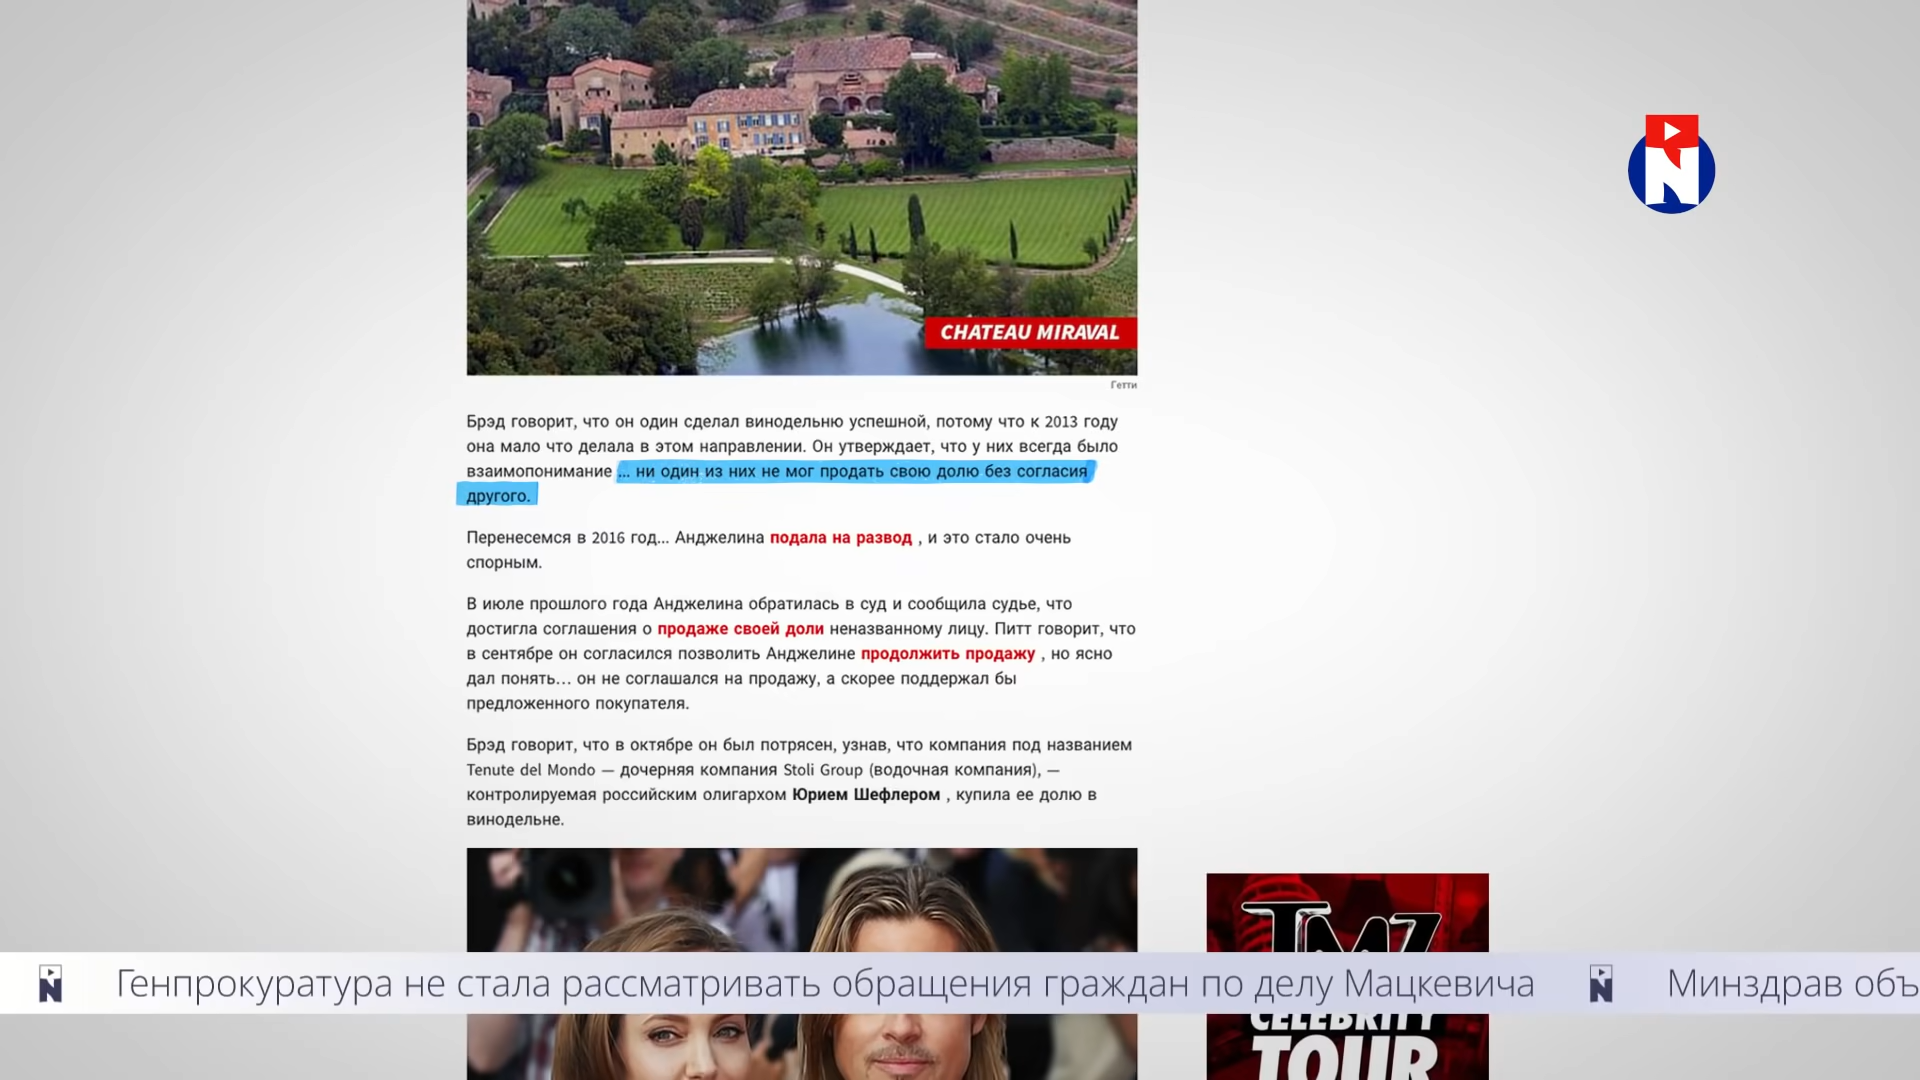 CHATEAU MIRAVAL
Гетти
Брэд говорит, что он один сделал винодельню успешной, потому что к 2013 году
она мало что делала в этом направлении. Он утверждает, что у них всегда было
взаимопонимание ... ни один из них не мог продать свою долю без согласия
другого.
Перенесемся в 2016 год... Анджелина подала на развод , и это стало очень
спорным.
В июле прошлого года Анджелина обратилась в суд и сообщила судье, что
достигла соглашения о продаже своей доли неназванному лицу. Питт говорит, что
в сентябре он согласился позволить Анджелине продолжить продажу , но ясно
дал понять… он не соглашался на продажу, а скорее поддержал бы
предложенного покупателя.
Брэд говорит, что в октябре он был потрясен, узнав, что компания под названием
Tenute del Mondo — дочерняя компания Stoli Group (водочная компания), —
контролируемая российским олигархом Юрием Шефлером , купила ее долю в
винодельне.
TMZ
CELEBRITY
TOUR
Генпрокуратура не стала рассматривать обращения граждан по делу Мацкевича
Минздрав объ